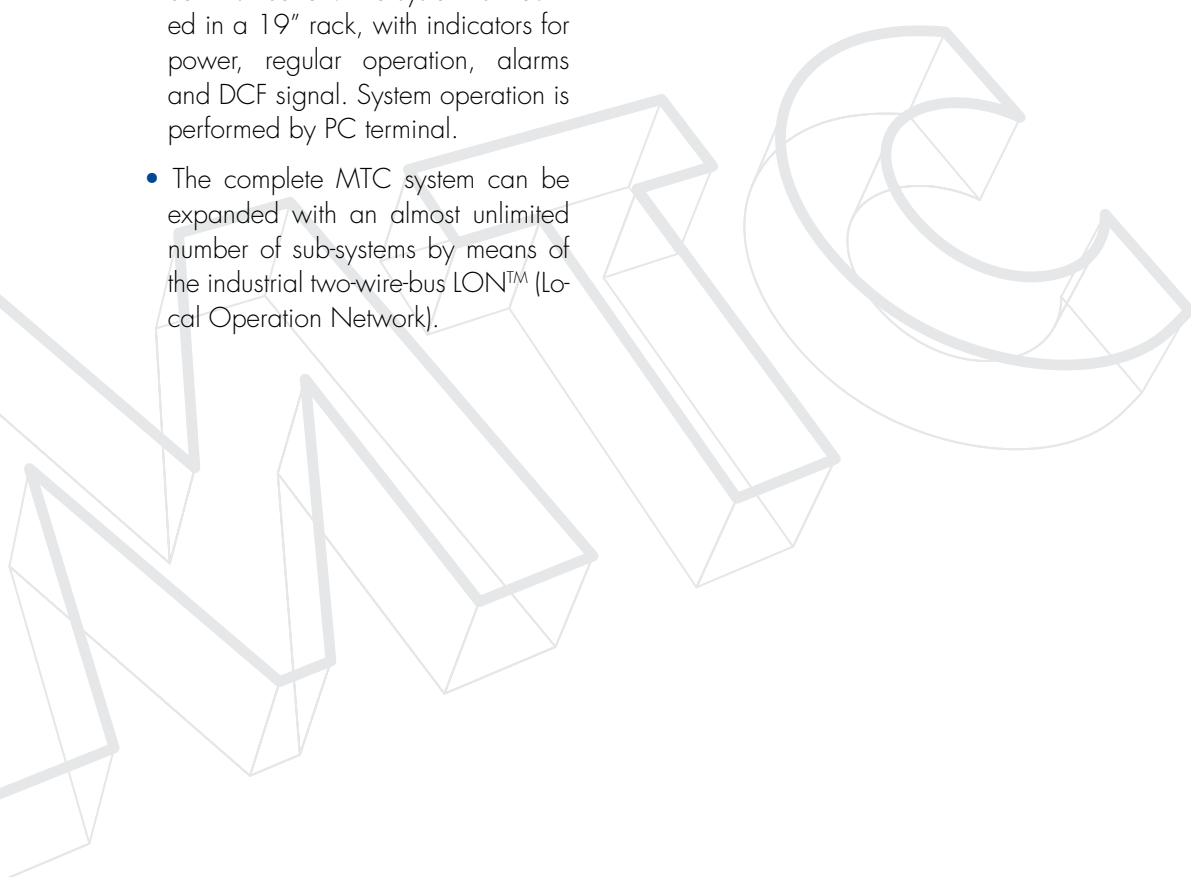 ed in a 19” rack, with indicators for
power, regular operation, alarms
and DCF signal. System operation is
performed by PC terminal.
• The complete MTC system can be
expanded with an almost unlimited
number of sub-systems by means of
the industrial two-wire-bus LON™ (Lo-
cal Operation Network).
MTC